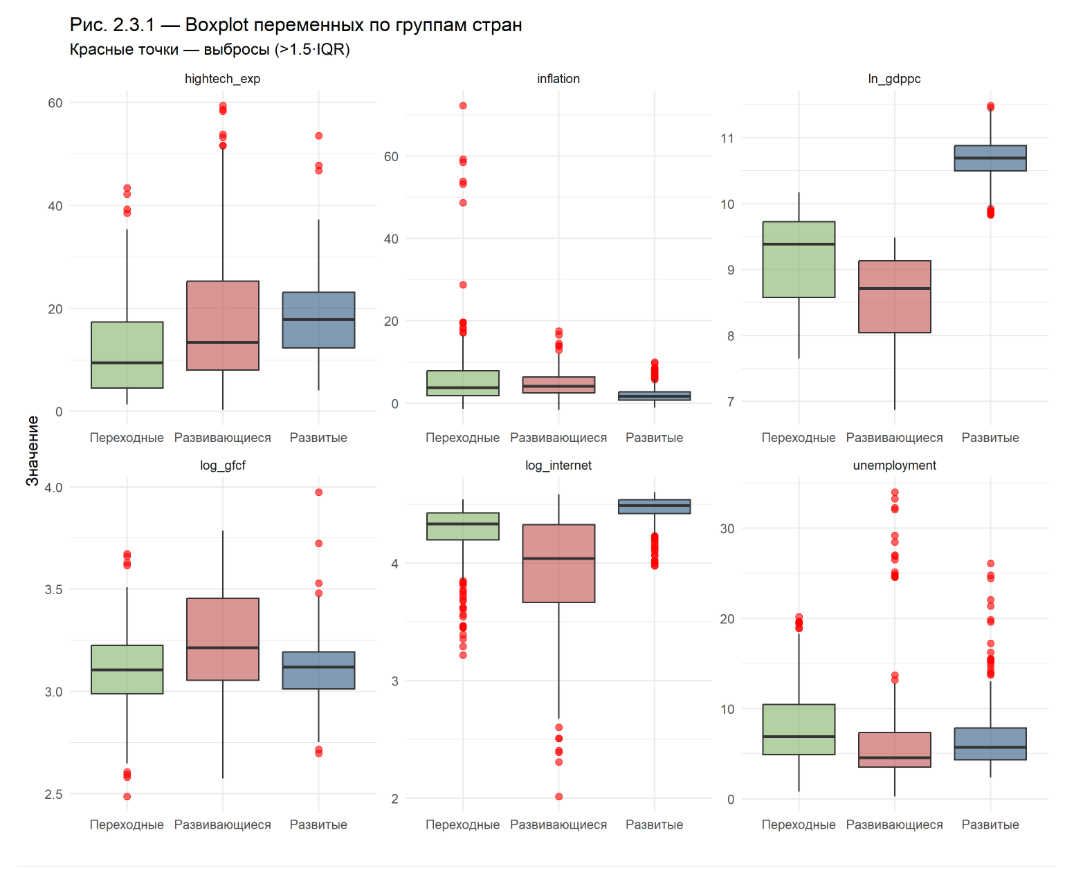 Рис. 2.3.1 — Boxplot переменных по группам стран
Красные точки — выбросы (>1.5·IQR)
hightech_exp
inflation
ln_gdppc
60
40
20
0
60
40
20
0
11
10
9
8
7
Переходные Развивающиеся Развитые
Переходные Развивающиеся Развитые
Переходные Развивающиеся Развитые
Значение
log_gfcf
log_internet
unemployment
4.0
3.5
3.0
2.5
4
3
2
30
20
10
0
Переходные Развивающиеся Развитые
Переходные Развивающиеся Развитые
Переходные Развивающиеся Развитые